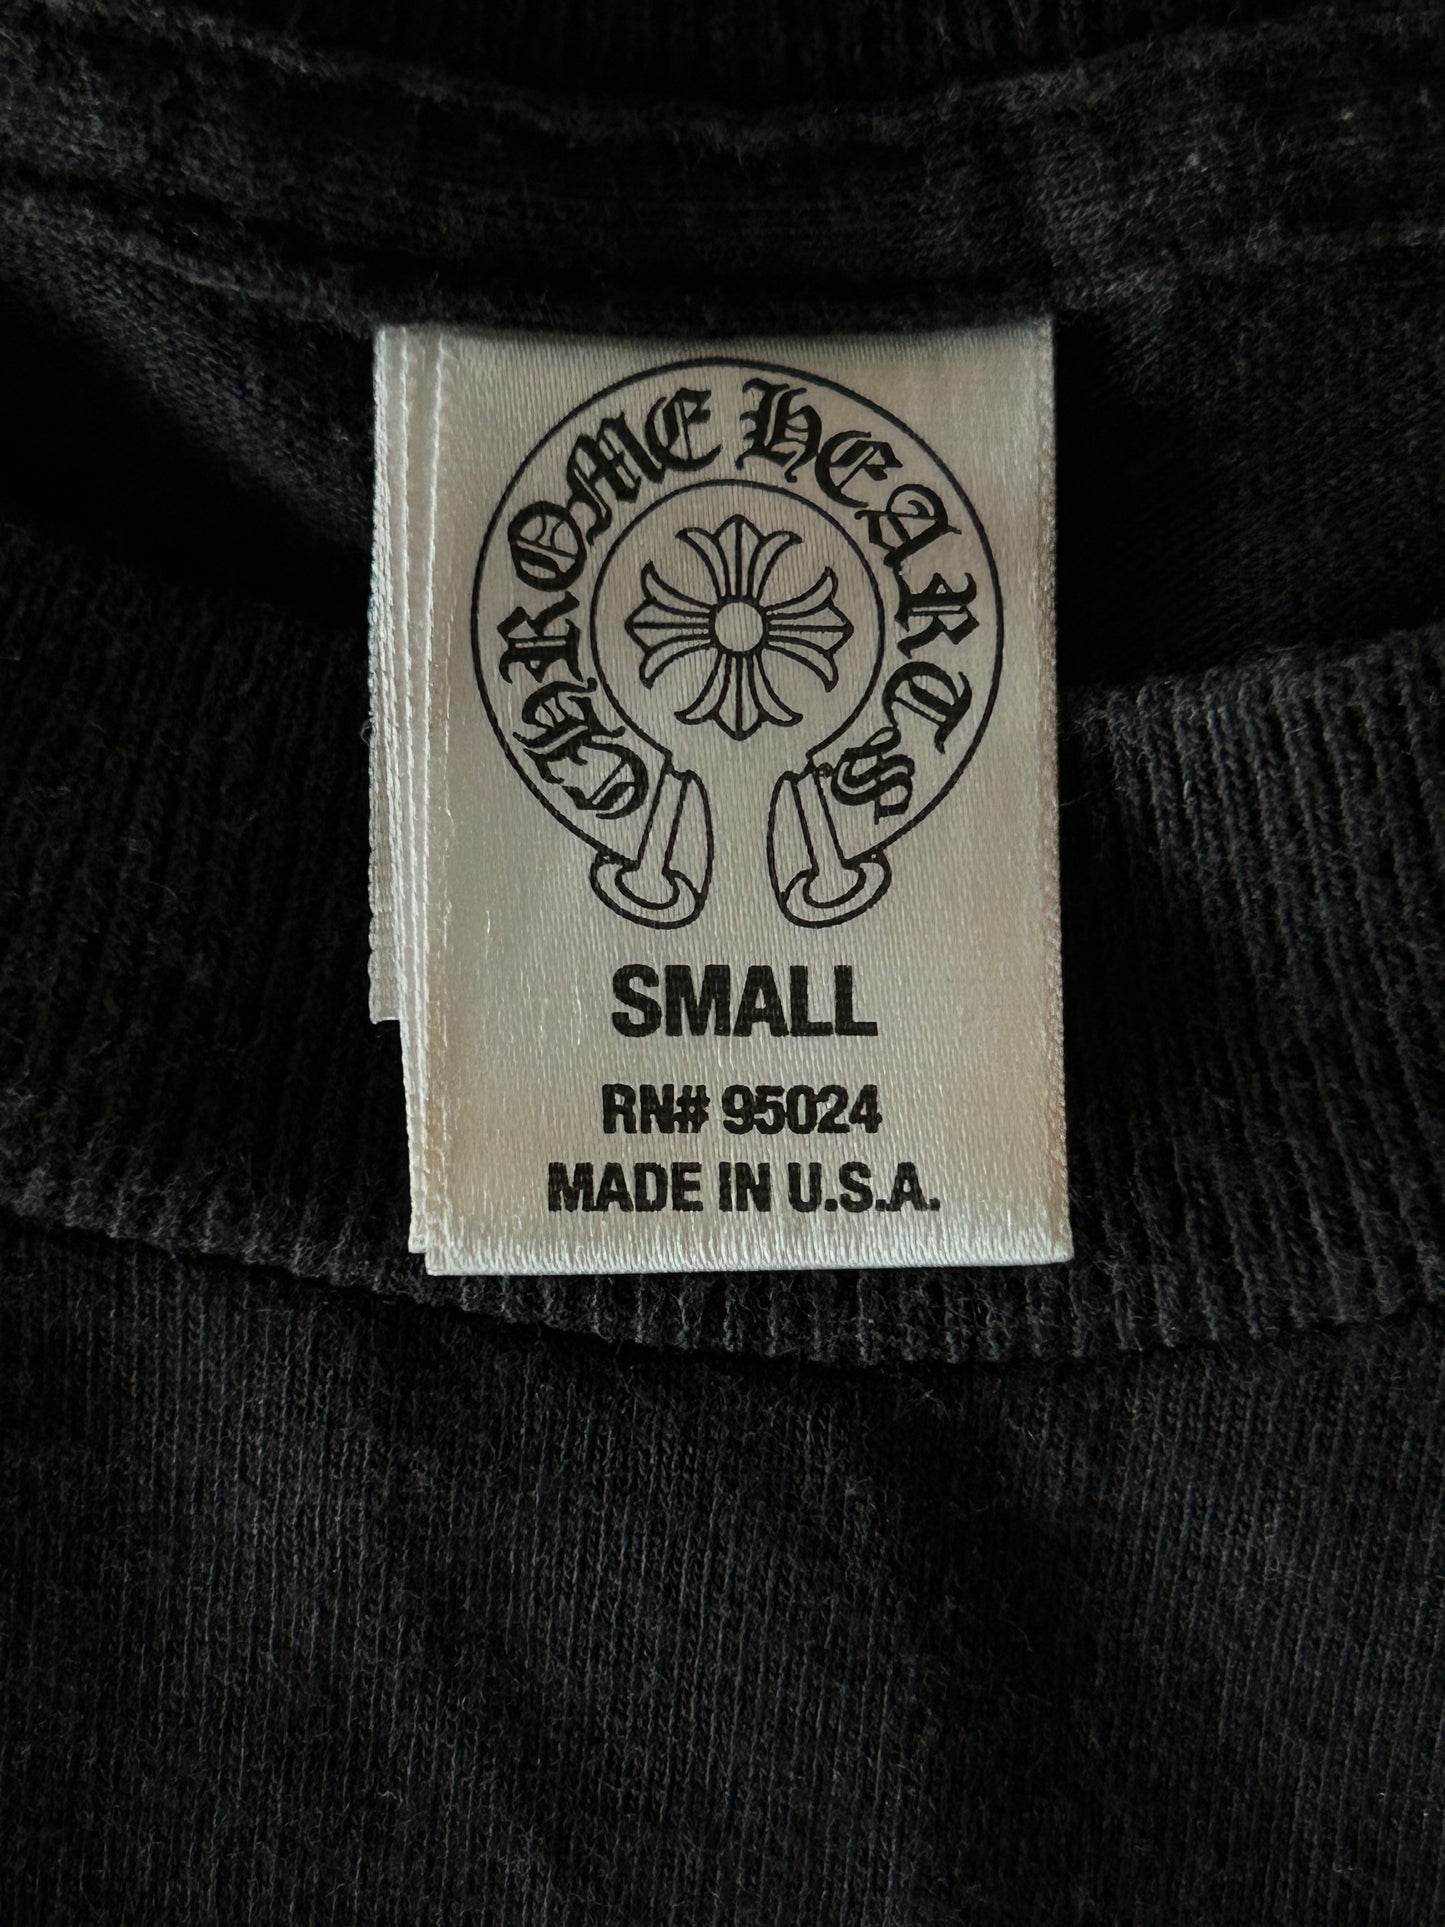 CHROME HEARTS
SMALL
RN# 95024
MADE IN U.S.A.